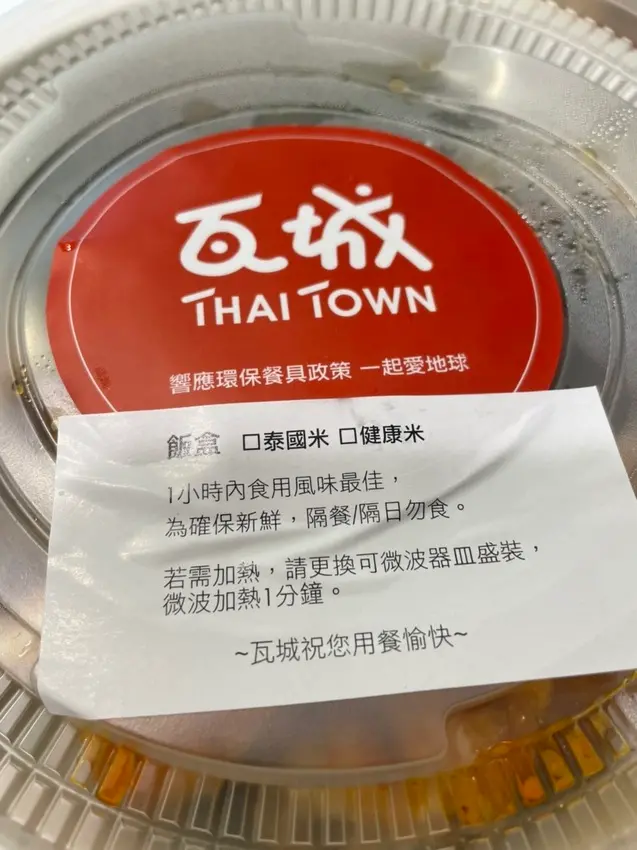 瓦城
THAI TOWN
響應環保餐具政策 一起愛地球
飯盒 □泰國米 □健康米
1小時內食用風味最佳，
為確保新鮮，隔餐/隔日勿食。
若需加熱，請更換可微波器皿盛裝，
微波加熱1分鐘。
~瓦城祝您用餐愉快~